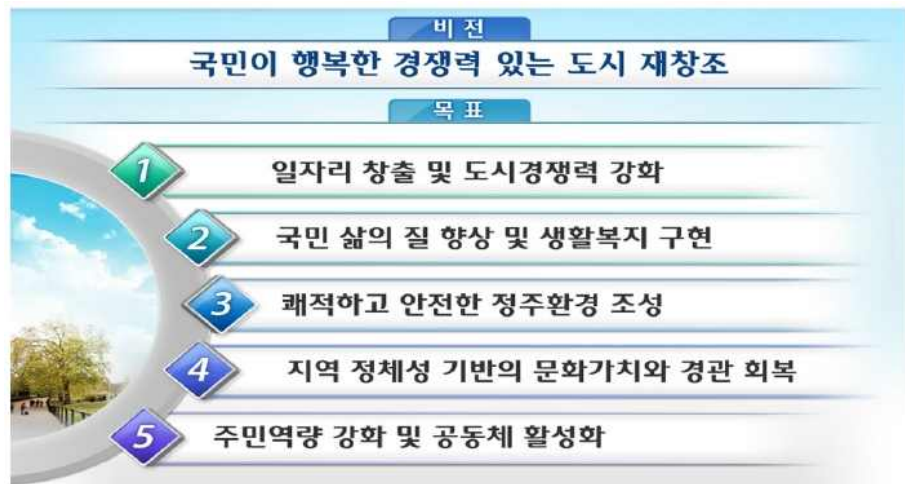 비 전
국민이 행복한 경쟁력 있는 도시 재창조
목 표
1 일자리 창출 및 도시경쟁력 강화
2 국민 삶의 질 향상 및 생활복지 구현
3 쾌적하고 안전한 정주환경 조성
4 지역 정체성 기반의 문화가치와 경관 회복
5 주민역량 강화 및 공동체 활성화